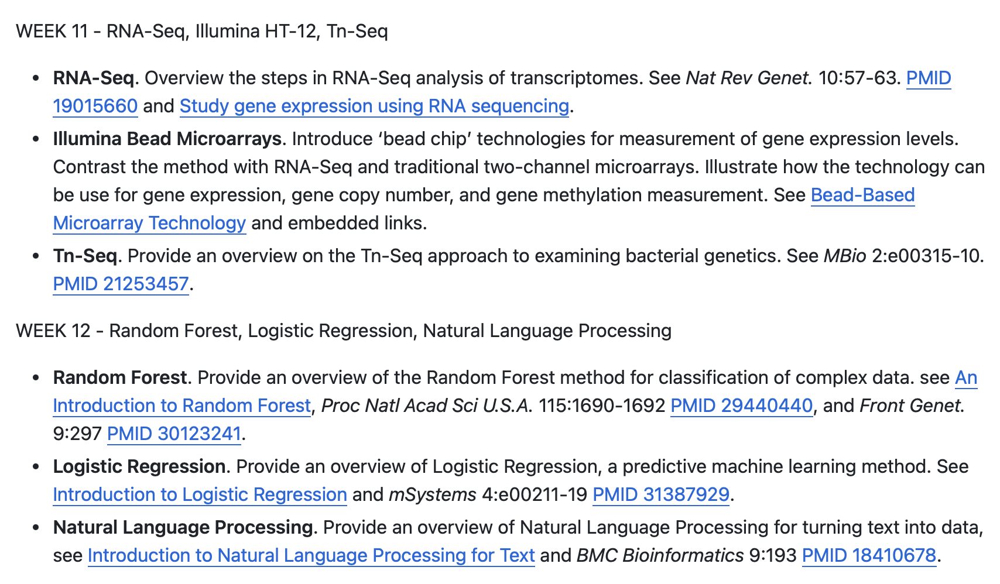 WEEK 11 - RNA-Seq, Illumina HT-12, Tn-Seq
• RNA-Seq. Overview the steps in RNA-Seq analysis of transcriptomes. See Nat Rev Genet. 10:57-63. PMID
19015660 and Study gene expression using RNA sequencing.
• Illumina Bead Microarrays. Introduce ‘bead chip’ technologies for measurement of gene expression levels.
Contrast the method with RNA-Seq and traditional two-channel microarrays. Illustrate how the technology can
be use for gene expression, gene copy number, and gene methylation measurement. See Bead-Based
Microarray Technology and embedded links.
• Tn-Seq. Provide an overview on the Tn-Seq approach to examining bacterial genetics. See MBio 2:e00315-10.
PMID 21253457.
WEEK 12 - Random Forest, Logistic Regression, Natural Language Processing
• Random Forest. Provide an overview of the Random Forest method for classification of complex data. see An
Introduction to Random Forest, Proc Natl Acad Sci U.S.A. 115:1690-1692 PMID 29440440, and Front Genet.
9:297 PMID 30123241.
• Logistic Regression. Provide an overview of Logistic Regression, a predictive machine learning method. See
Introduction to Logistic Regression and mSystems 4:e00211-19 PMID 31387929.
• Natural Language Processing. Provide an overview of Natural Language Processing for turning text into data,
see Introduction to Natural Language Processing for Text and BMC Bioinformatics 9:193 PMID 18410678.